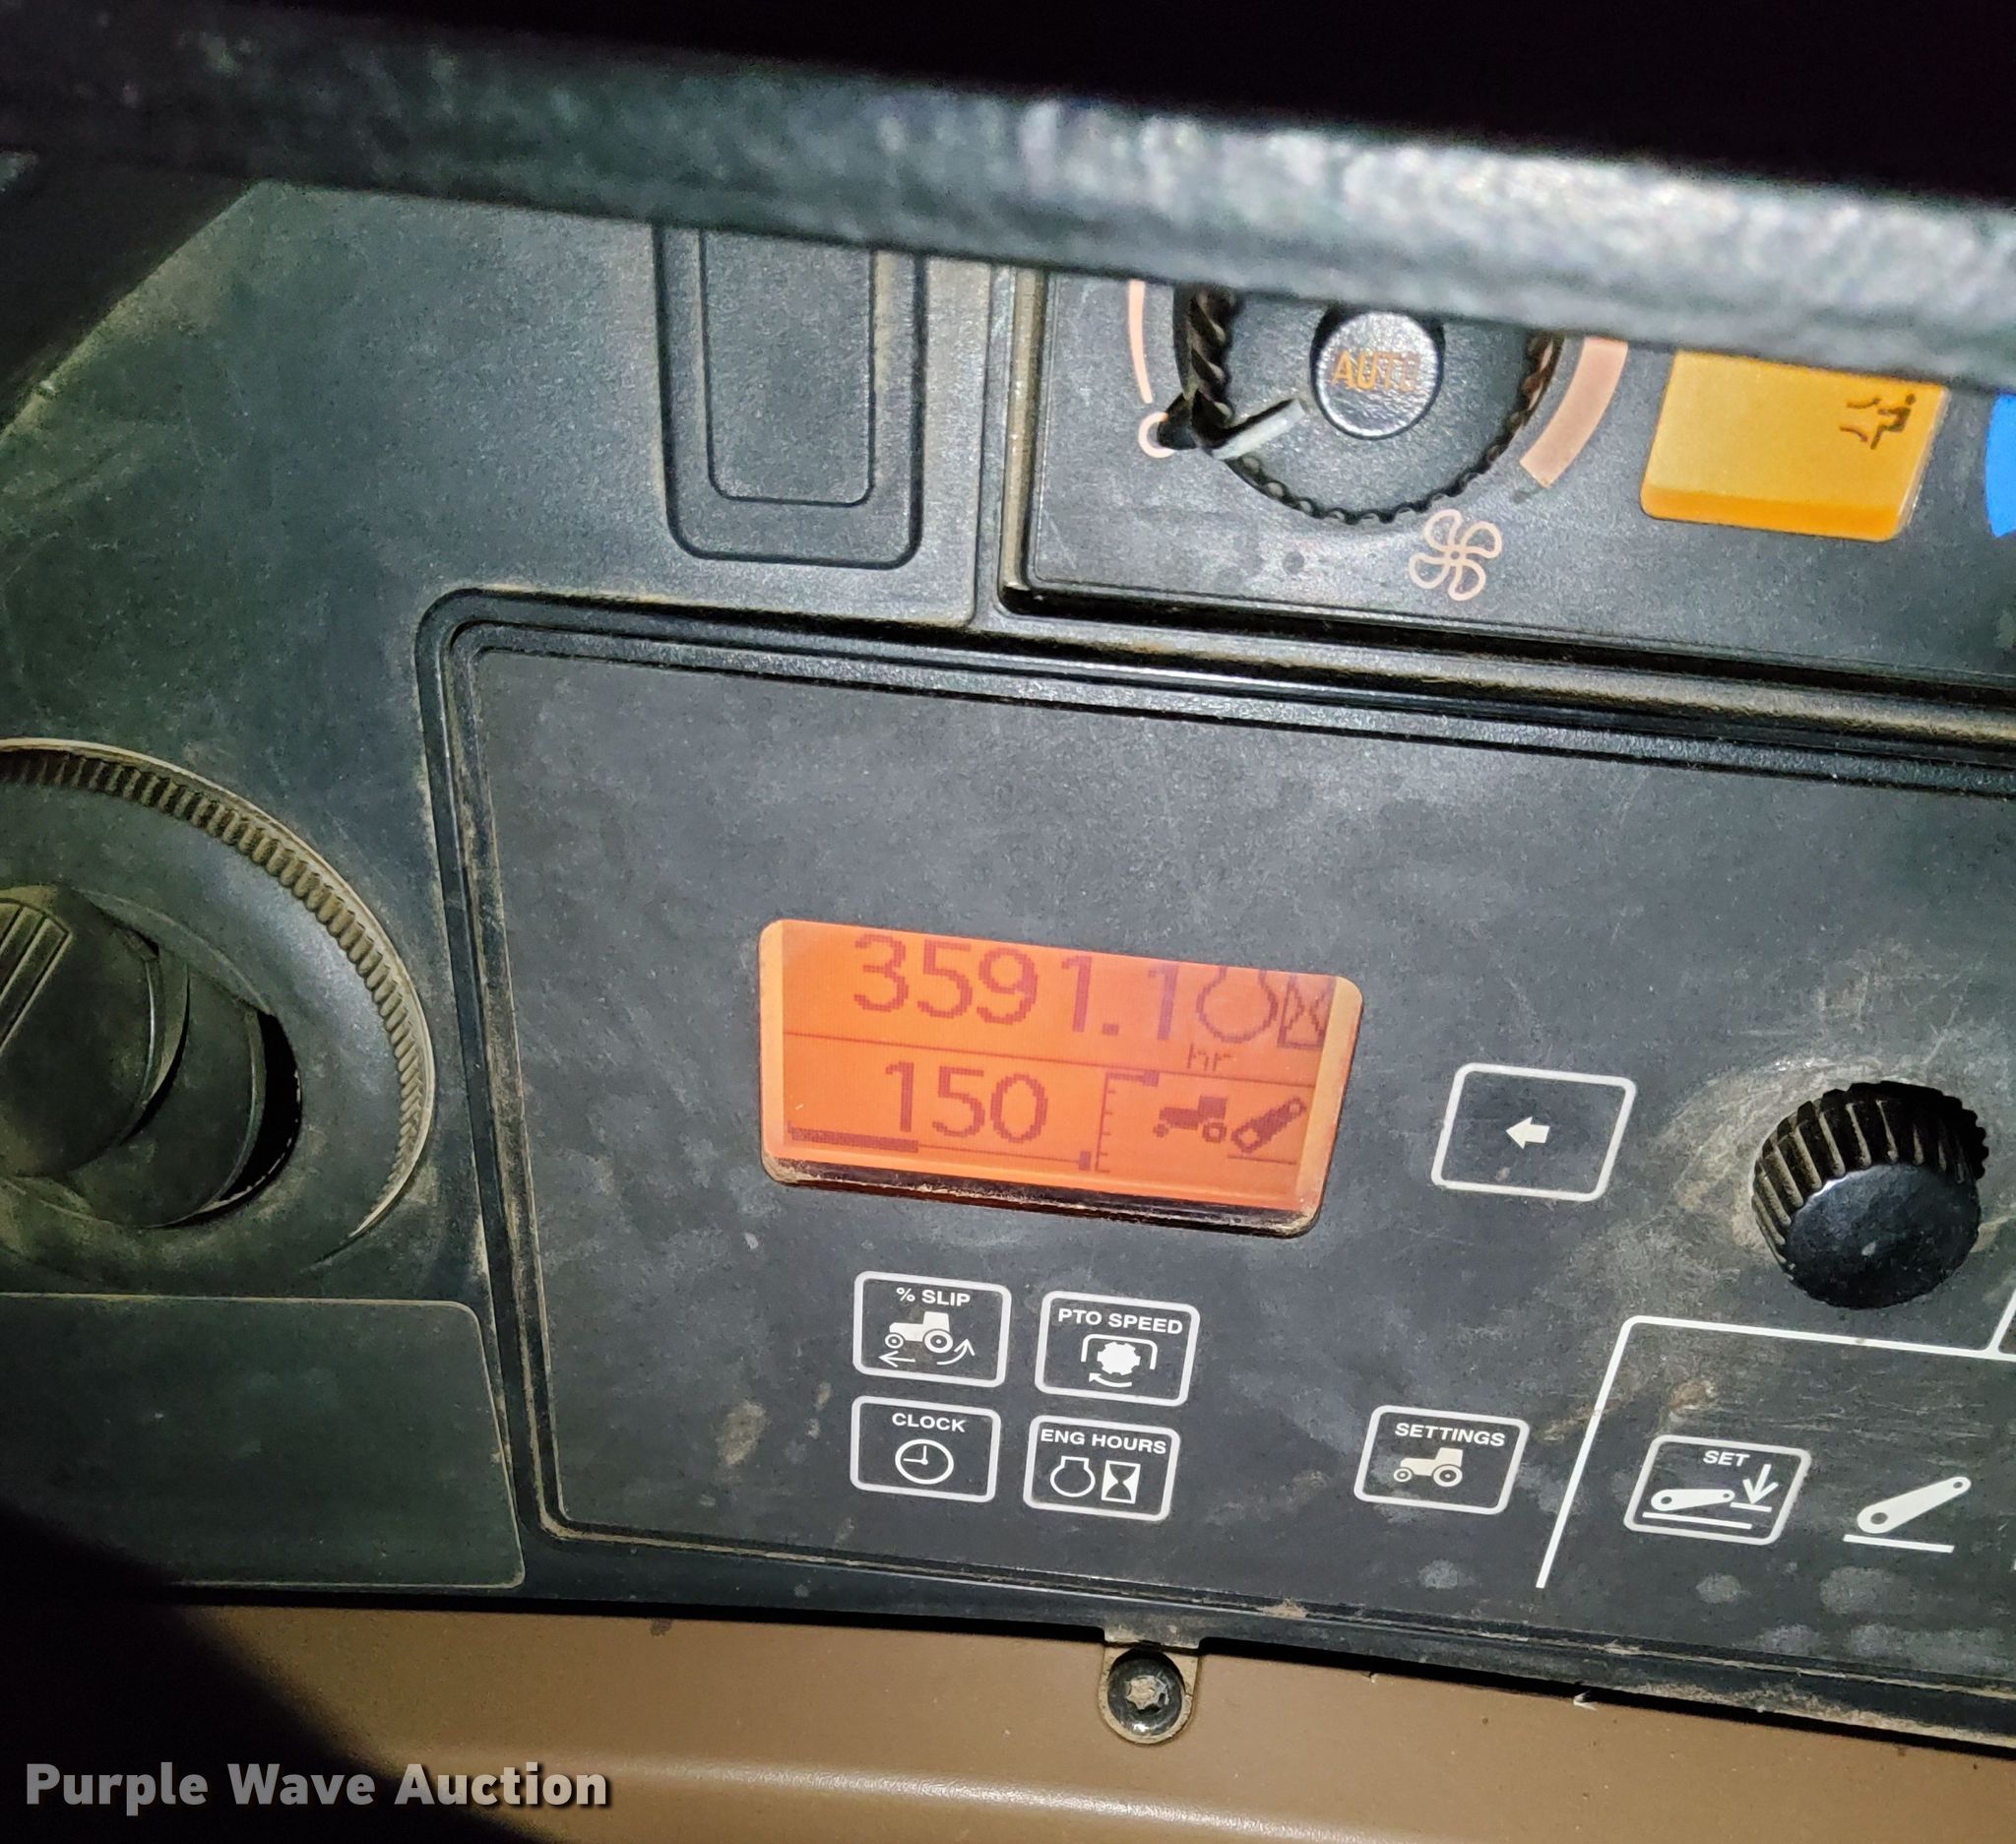 AUTO
3591.1
hr
150
% SLIP
PTO SPEED
CLOCK
ENG HOURS
SETTINGS
SET
Purple Wave Auction